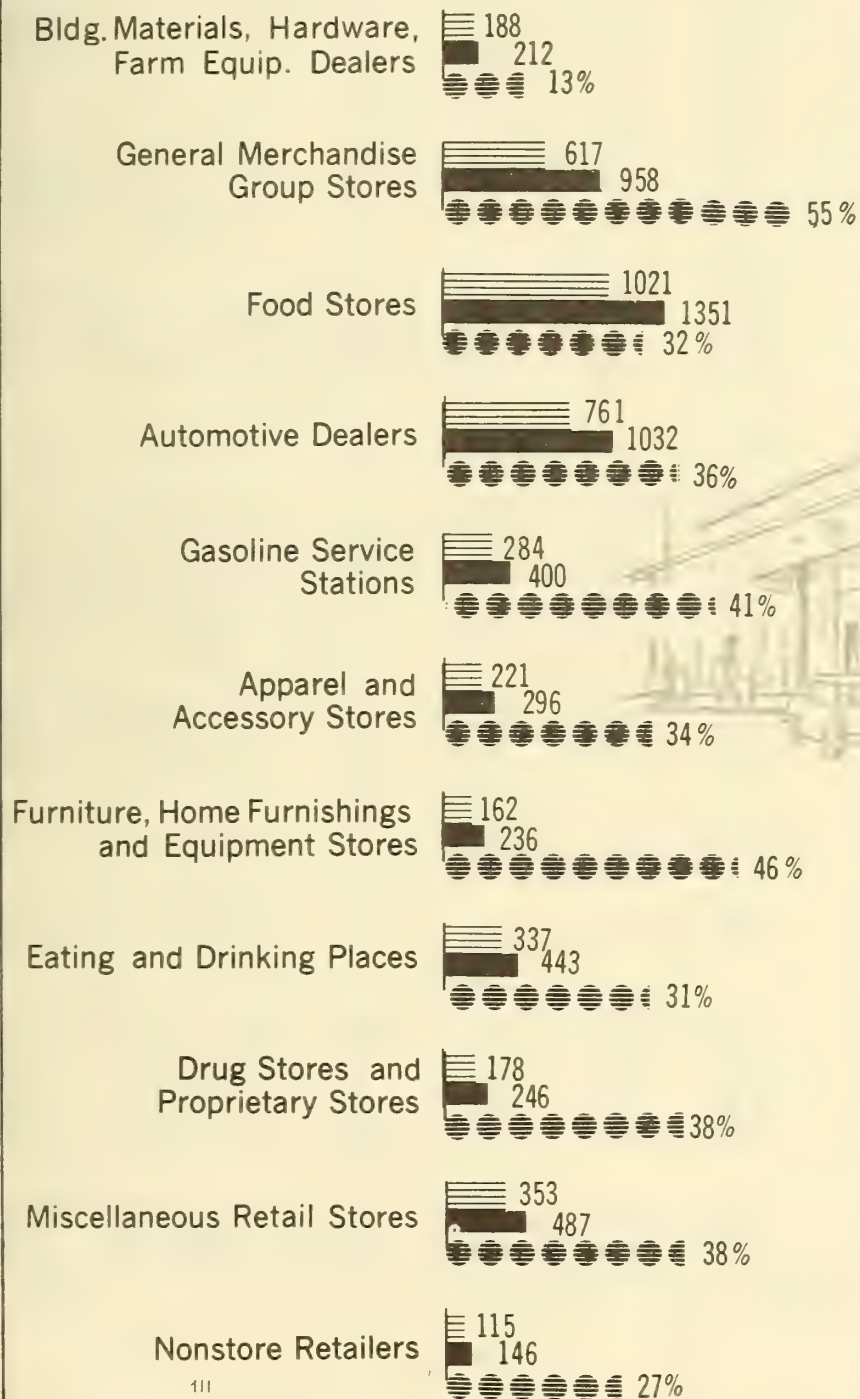 Bldg. Materials, Hardware,
Farm Equip. Dealers
188
212
13%
General Merchandise
Group Stores
617
958
55%
Food Stores
1021
1351
32%
Automotive Dealers
761
1032
36%
Gasoline Service
Stations
284
400
41%
Apparel and
Accessory Stores
221
296
34%
Furniture, Home Furnishings
and Equipment Stores
162
236
46%
Eating and Drinking Places
337
443
31%
Drug Stores and
Proprietary Stores
178
246
38%
Miscellaneous Retail Stores
353
487
38%
Nonstore Retailers
115
146
27%